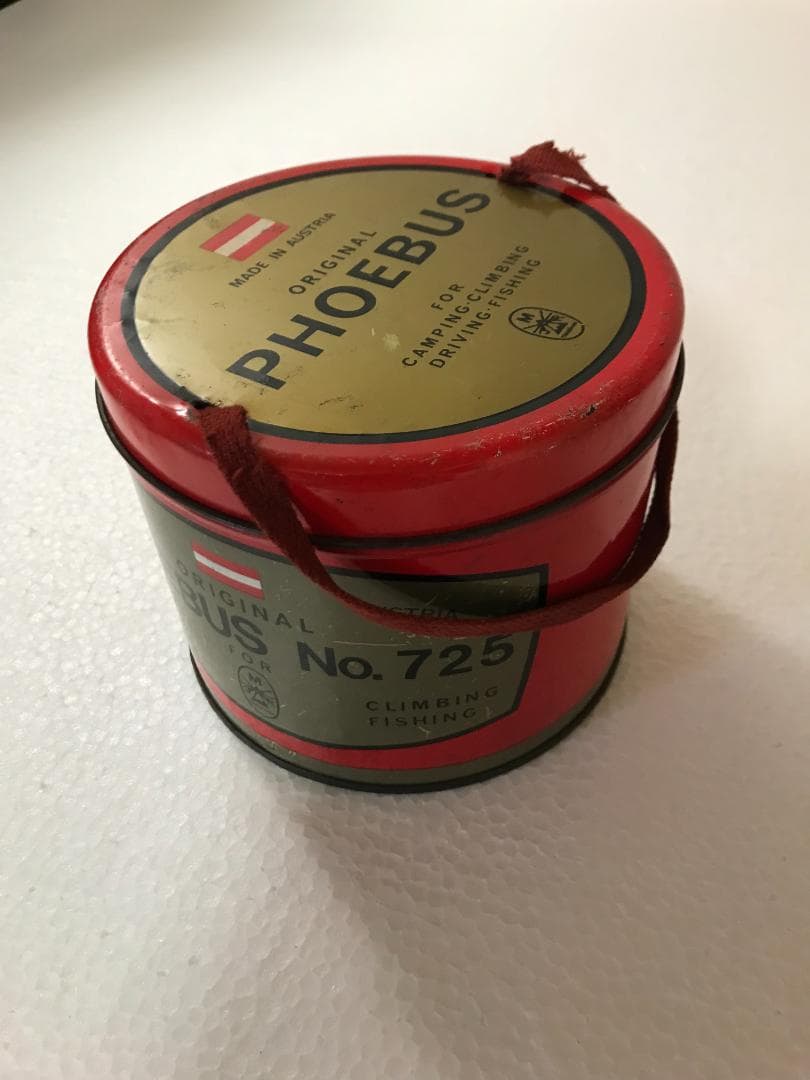 MADE IN AUSTRIA
ORIGINAL
PHOEBUS
FOR
CAMPING·CLIMBING
DRIVING·FISHING
M
ORIGINAL
BUS No. 725
FOR
M
CLIMBING
FISHING